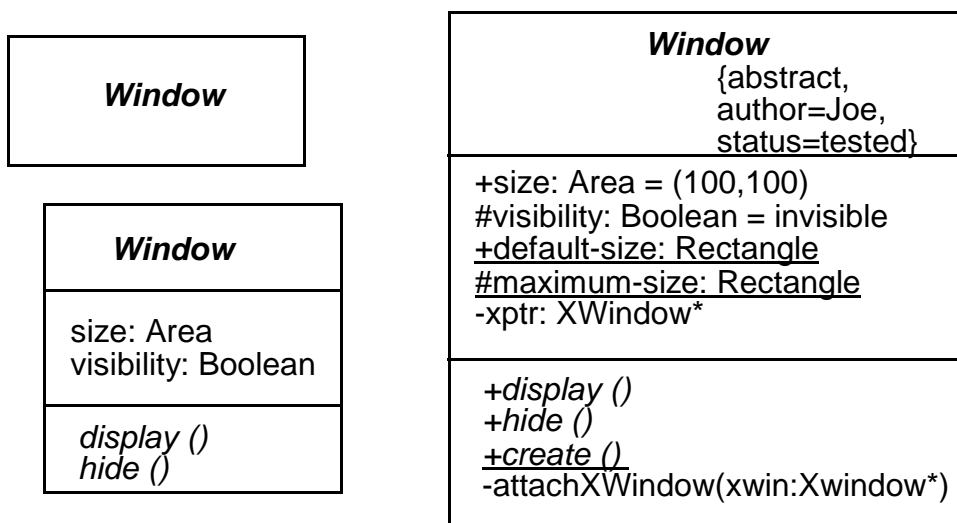 Window
Window
size: Area
visibility: Boolean
display ()
hide ()
Window
{abstract,
author=Joe,
status=tested}
+size: Area = (100,100)
#visibility: Boolean = invisible
+default-size: Rectangle
#maximum-size: Rectangle
-xptr: XWindow*
+display ()
+hide ()
+create ()
-attachXWindow(xwin:Xwindow*)